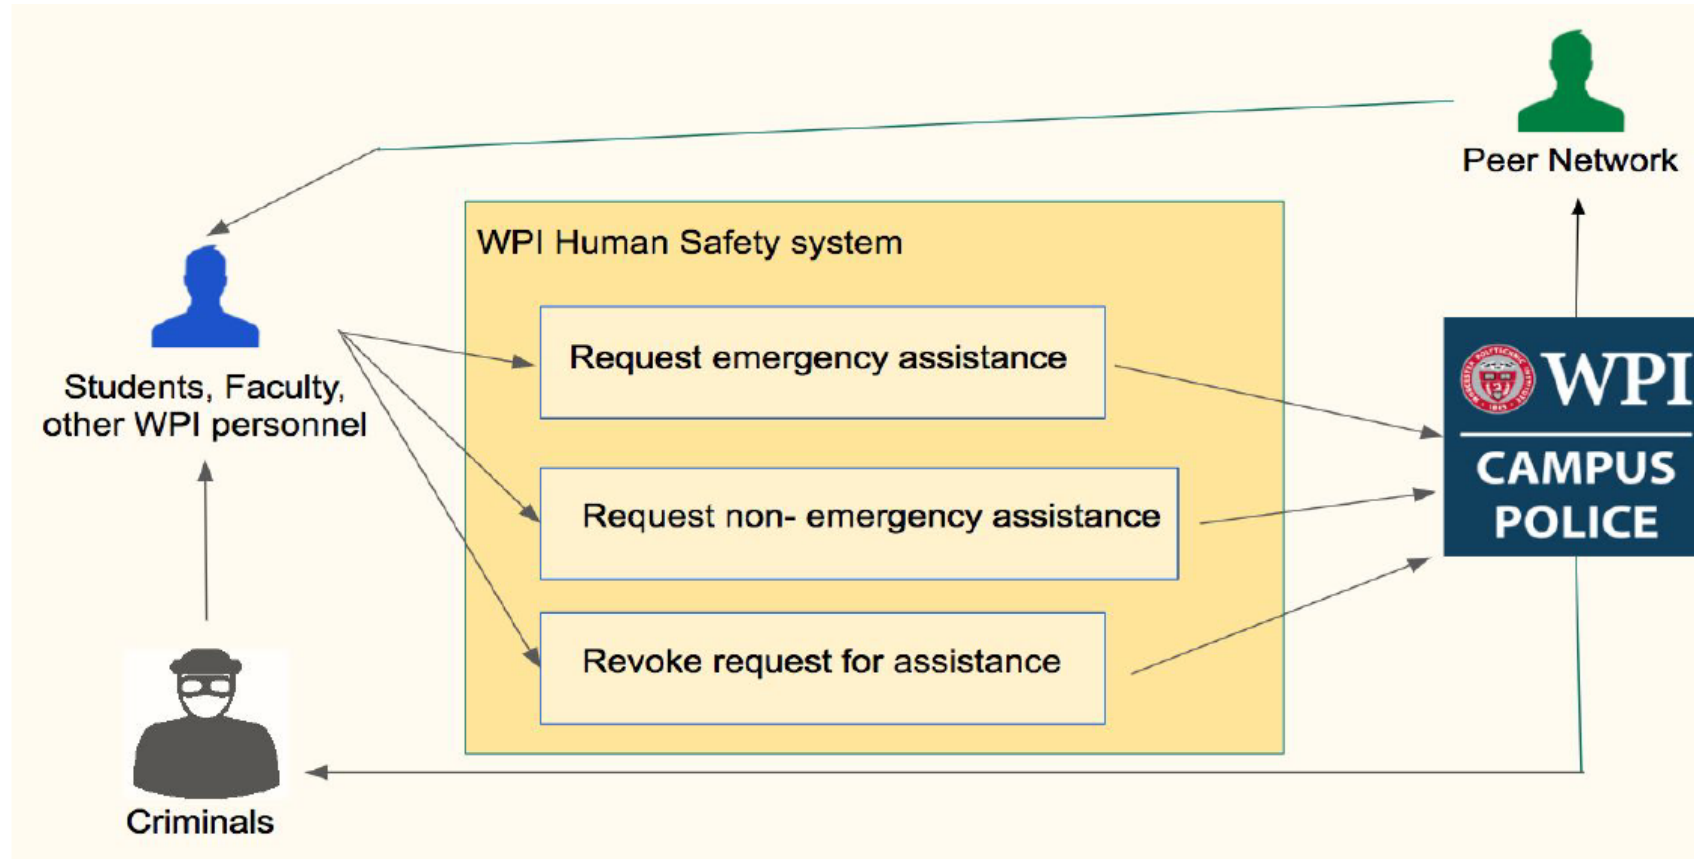 Peer Network
WPI Human Safety system
Students, Faculty,
other WPI personnel
Request emergency assistance
Request non- emergency assistance
Revoke request for assistance
WPI
CAMPUS
POLICE
Criminals